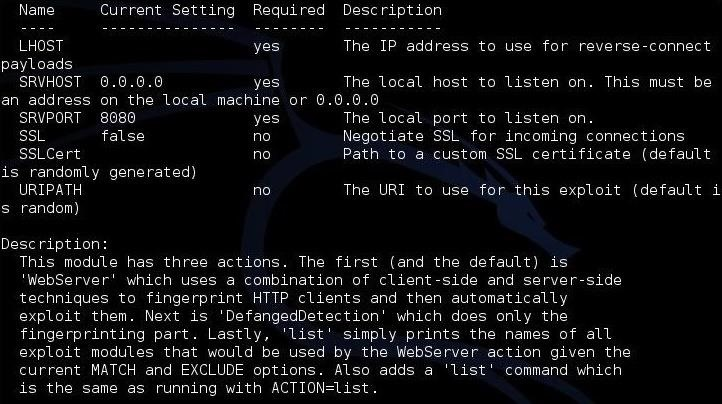 Name Current Setting Required Description
---- --------------- -------- -----------
LHOST yes The IP address to use for reverse-connect
payloads
SRVHOST 0.0.0.0 yes The local host to listen on. This must be
an address on the local machine or 0.0.0.0
SRVPORT 8080 yes The local port to listen on.
SSL false no Negotiate SSL for incoming connections
SSLCert no Path to a custom SSL certificate (default
is randomly generated)
URIPATH no The URI to use for this exploit (default i
s random)
Description:
This module has three actions. The first (and the default) is
'WebServer' which uses a combination of client-side and server-side
techniques to fingerprint HTTP clients and then automatically
exploit them. Next is 'DefangedDetection' which does only the
fingerprinting part. Lastly, 'list' simply prints the names of all
exploit modules that would be used by the WebServer action given the
current MATCH and EXCLUDE options. Also adds a 'list' command which
is the same as running with ACTION=list.